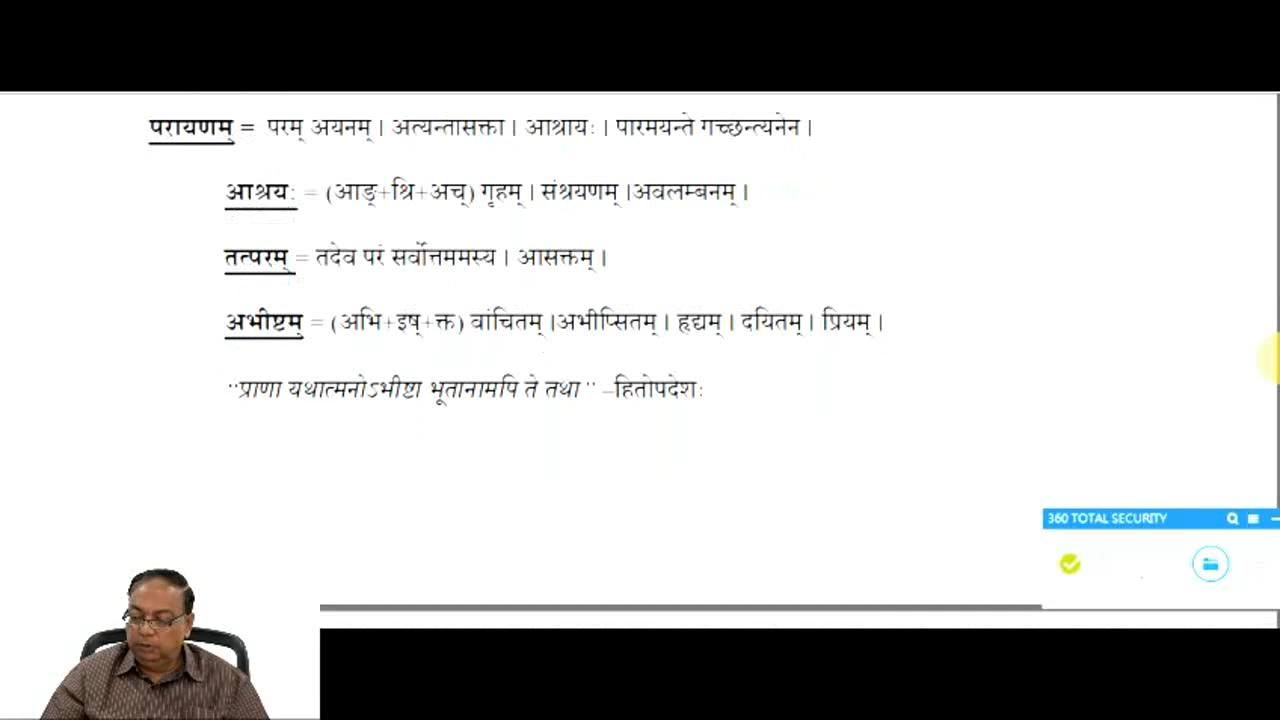 परायणम् = परम् अयनम् | अत्यन्तासक्ता | आश्रायः | पारमयन्ते गच्छन्त्यनेन |
आश्रयः = (आङ्+श्रि+अच्) गृहम् | संश्रयणम् |अवलम्बनम् |
तत्परम् = तदेव परं सर्वोत्तममस्य | आसक्तम् |
अभीष्टम् = (अभि+इष्+क्त) वांचितम् |अभीप्सितम् | हृद्यम् | दयितम् | प्रियम् |
"प्राणा यथात्मनोऽभीष्टा भूतानामपि ते तथा" –हितोपदेशः
360 TOTAL SECURITY